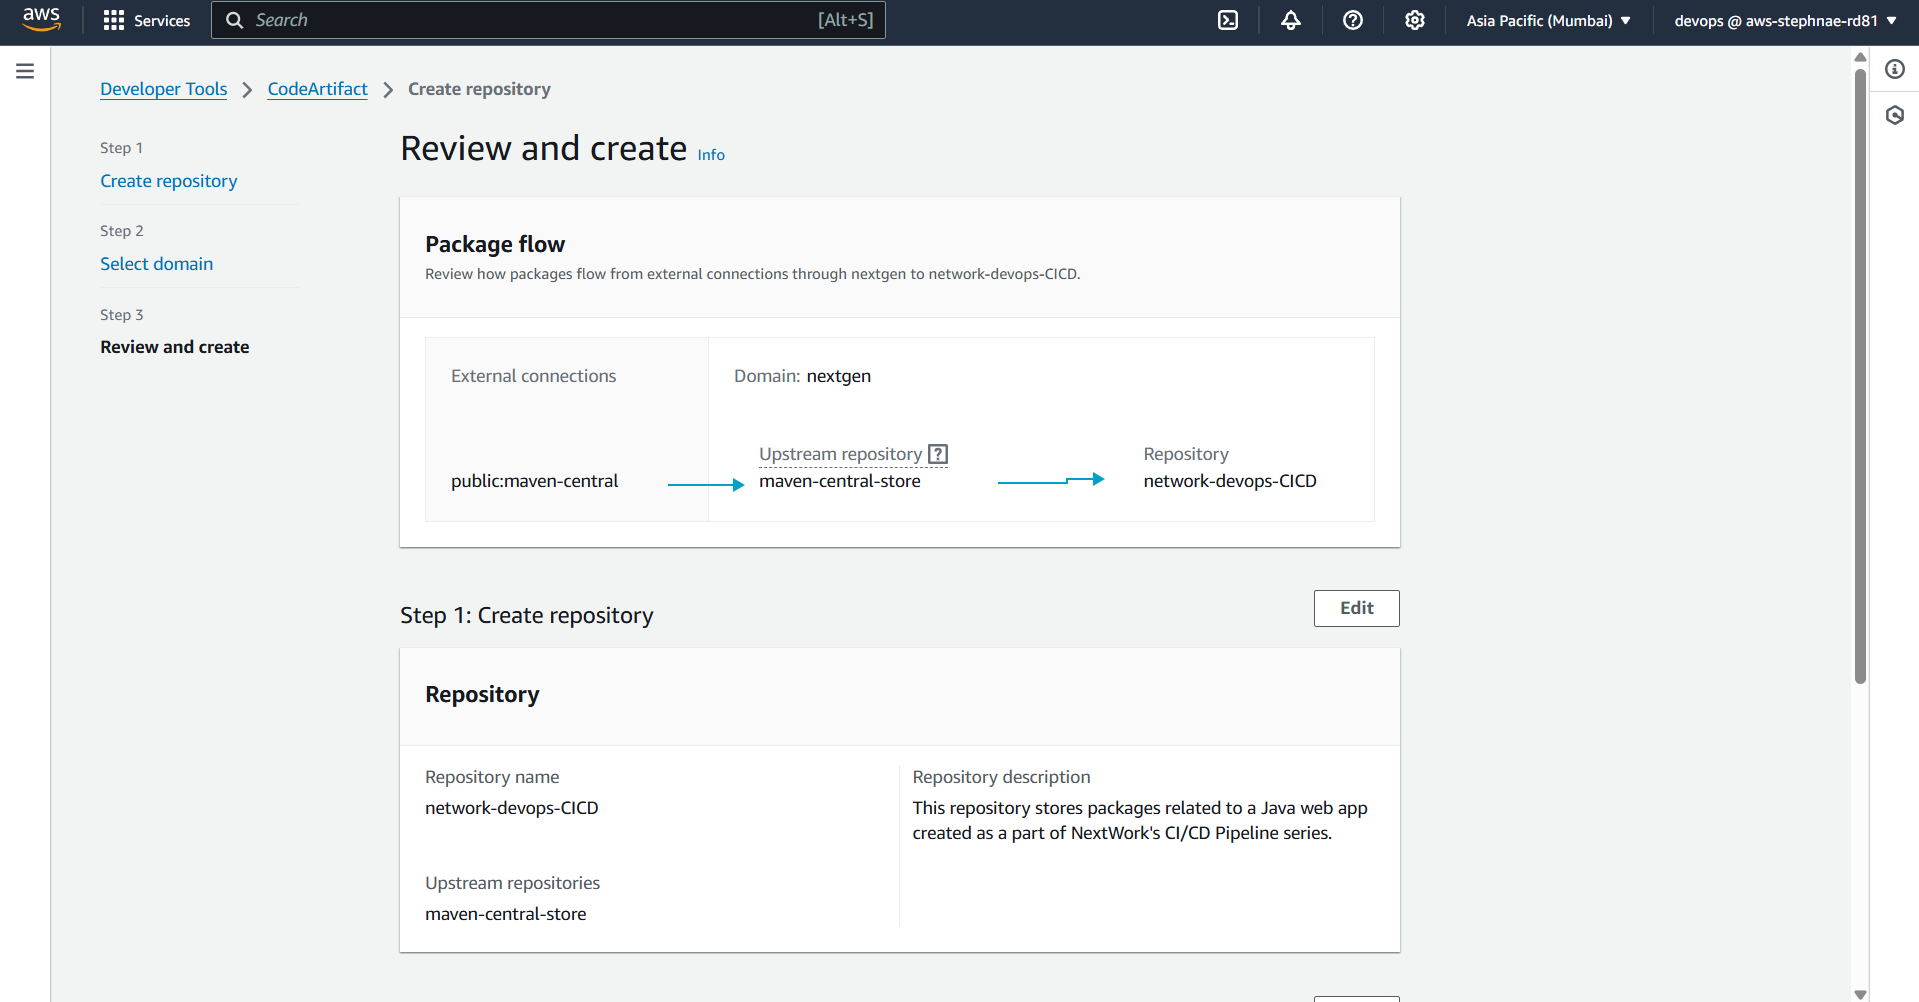 aws
Services
Search
[Alt+S]
Asia Pacific (Mumbai)
devops @ aws-stephnae-rd81
Developer Tools
CodeArtifact
Create repository
Step 1
Create repository
Step 2
Select domain
Step 3
Review and create
Review and create Info
Package flow
Review how packages flow from external connections through nextgen to network-devops-CICD.
External connections
Domain: nextgen
Upstream repository
Repository
public:maven-central
maven-central-store
network-devops-CICD
Step 1: Create repository
Edit
Repository
Repository name
network-devops-CICD
Repository description
This repository stores packages related to a Java web app
created as a part of NextWork's CI/CD Pipeline series.
Upstream repositories
maven-central-store